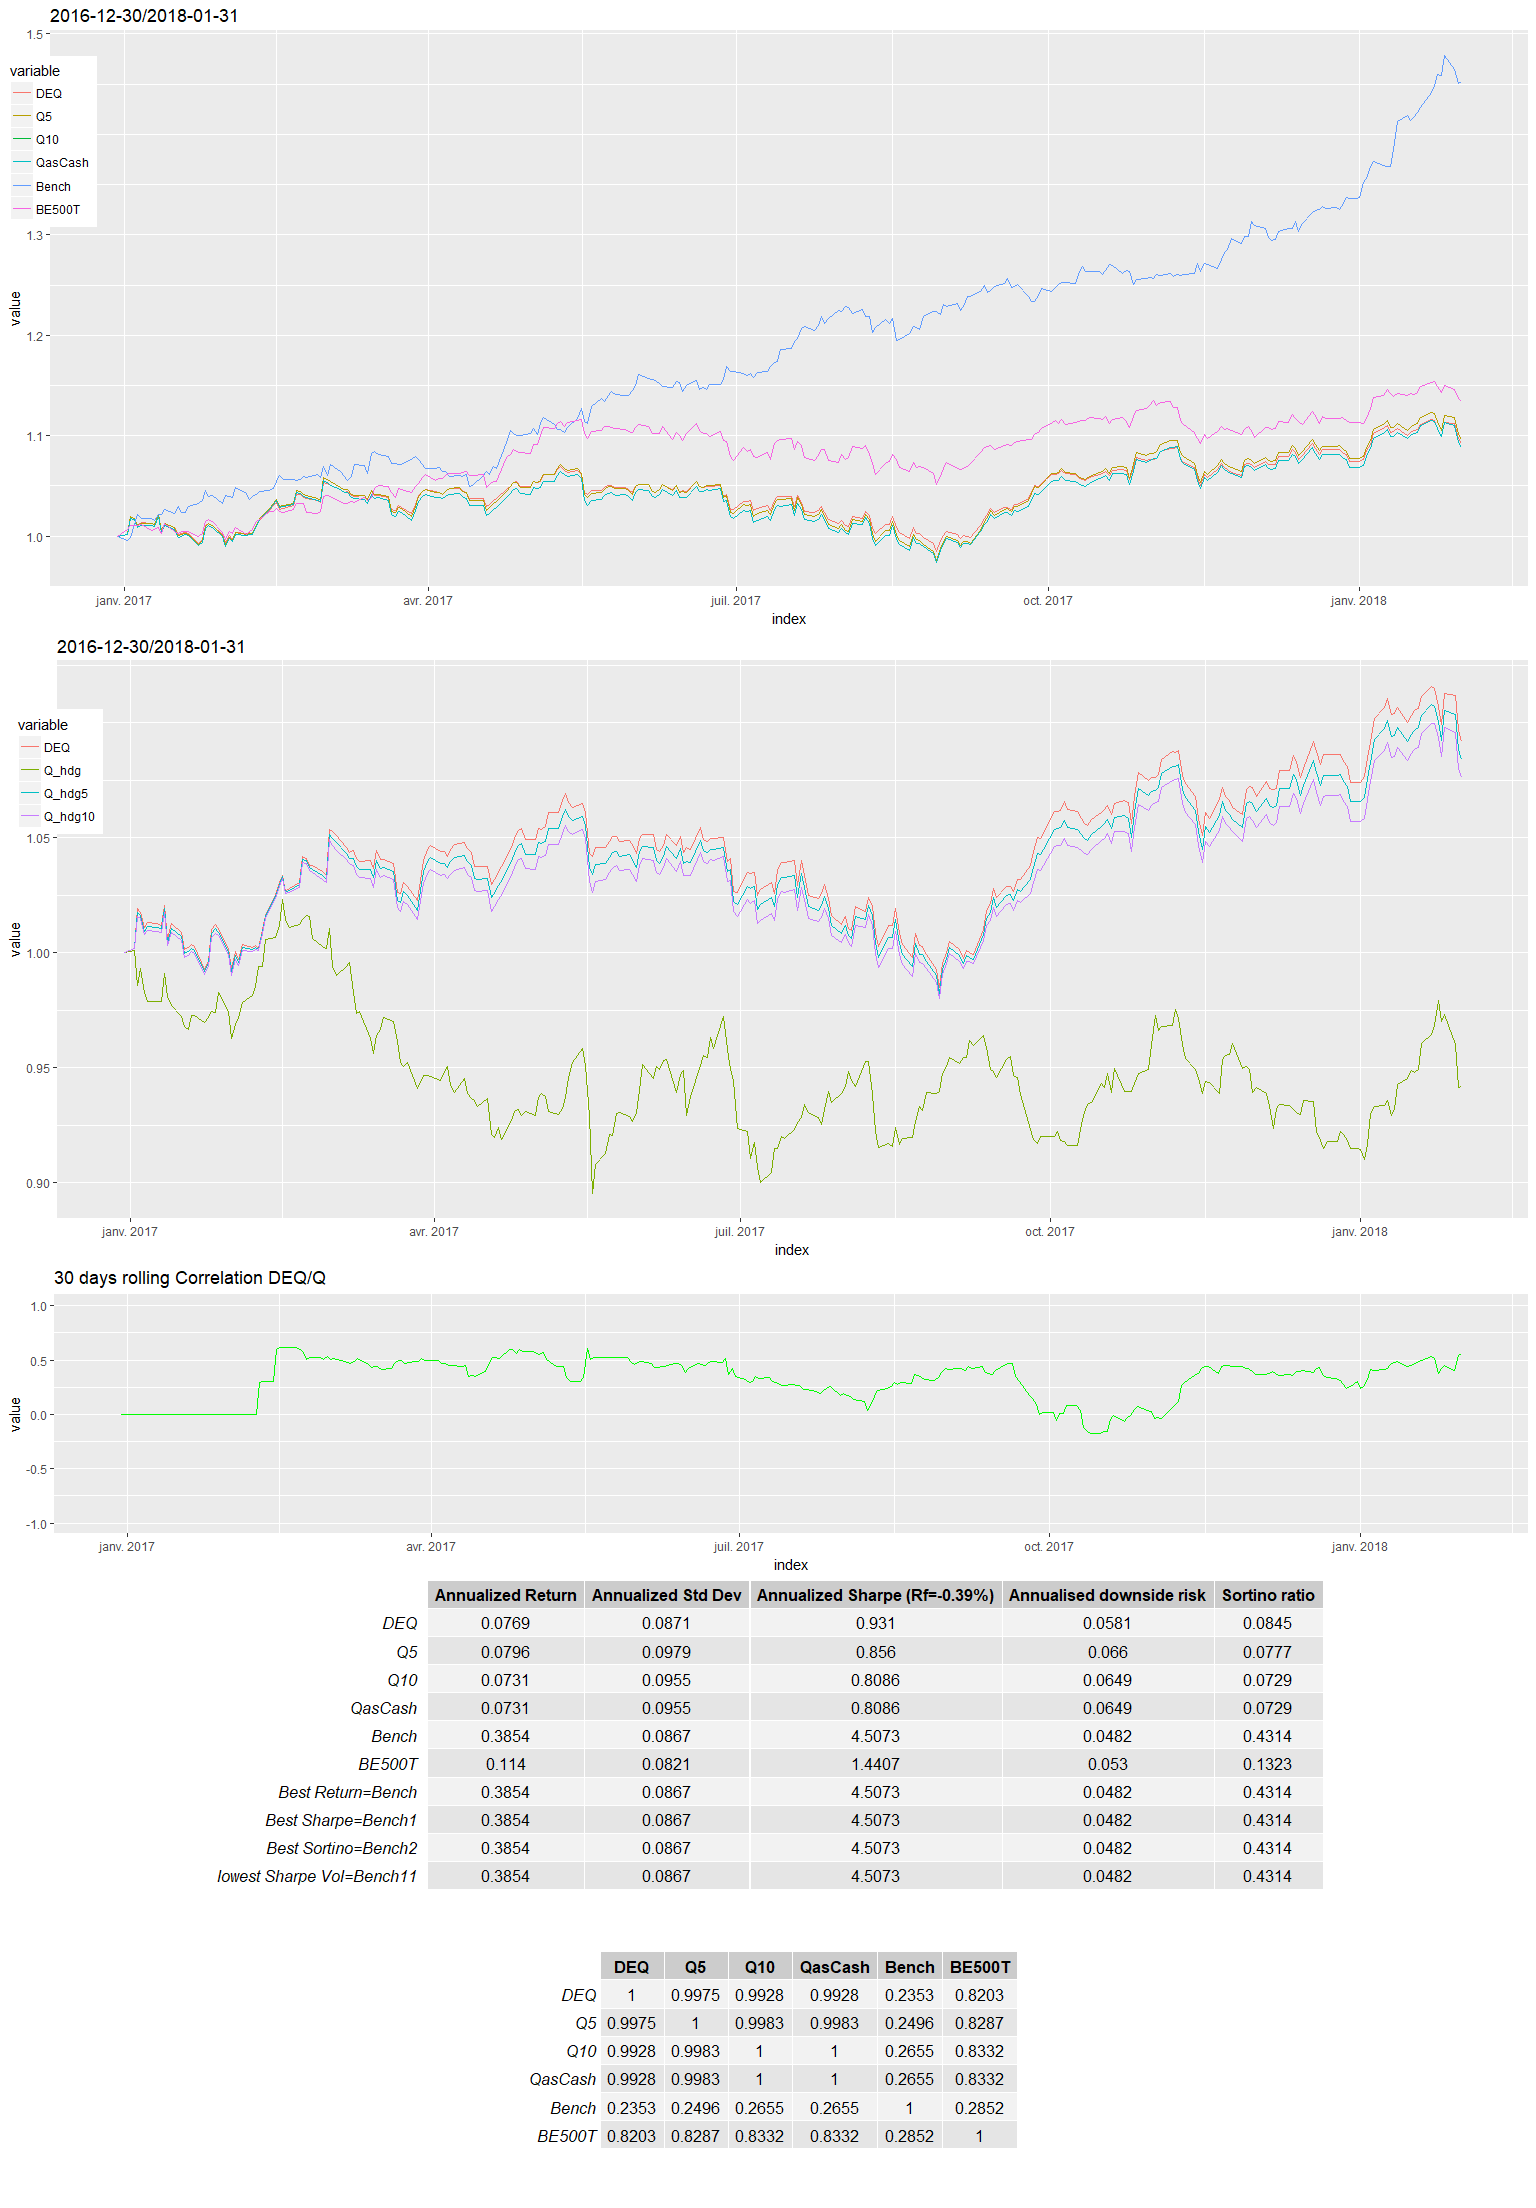 2016-12-30/2018-01-31
1.5
variable
DEQ
Q5
Q10
QasCash
Bench
BE500T
1.3
1.2
1.1
1.0
value
janv. 2017 avr. 2017 juil. 2017 oct. 2017 janv. 2018
index
2016-12-30/2018-01-31
variable
DEQ
Q_hdg
Q_hdg5
Q_hdg10
1.05
1.00
0.95
0.90
value
janv. 2017 avr. 2017 juil. 2017 oct. 2017 janv. 2018
index
30 days rolling Correlation DEQ/Q
1.0
0.5
0.0
-0.5
-1.0
value
janv. 2017 avr. 2017 juil. 2017 oct. 2017 janv. 2018
index
Annualized Return Annualized Std Dev Annualized Sharpe (Rf=-0.39%) Annualised downside risk Sortino ratio
DEQ 0.0769 0.0871 0.931 0.0581 0.0845
Q5 0.0796 0.0979 0.856 0.066 0.0777
Q10 0.0731 0.0955 0.8086 0.0649 0.0729
QasCash 0.0731 0.0955 0.8086 0.0649 0.0729
Bench 0.3854 0.0867 4.5073 0.0482 0.4314
BE500T 0.114 0.0821 1.4407 0.053 0.1323
Best Return=Bench 0.3854 0.0867 4.5073 0.0482 0.4314
Best Sharpe=Bench1 0.3854 0.0867 4.5073 0.0482 0.4314
Best Sortino=Bench2 0.3854 0.0867 4.5073 0.0482 0.4314
lowest Sharpe Vol=Bench11 0.3854 0.0867 4.5073 0.0482 0.4314
DEQ Q5 Q10 QasCash Bench BE500T
DEQ 1 0.9975 0.9928 0.9928 0.2353 0.8203
Q5 0.9975 1 0.9983 0.9983 0.2496 0.8287
Q10 0.9928 0.9983 1 1 0.2655 0.8332
QasCash 0.9928 0.9983 1 1 0.2655 0.8332
Bench 0.2353 0.2496 0.2655 0.2655 1 0.2852
BE500T 0.8203 0.8287 0.8332 0.8332 0.2852 1